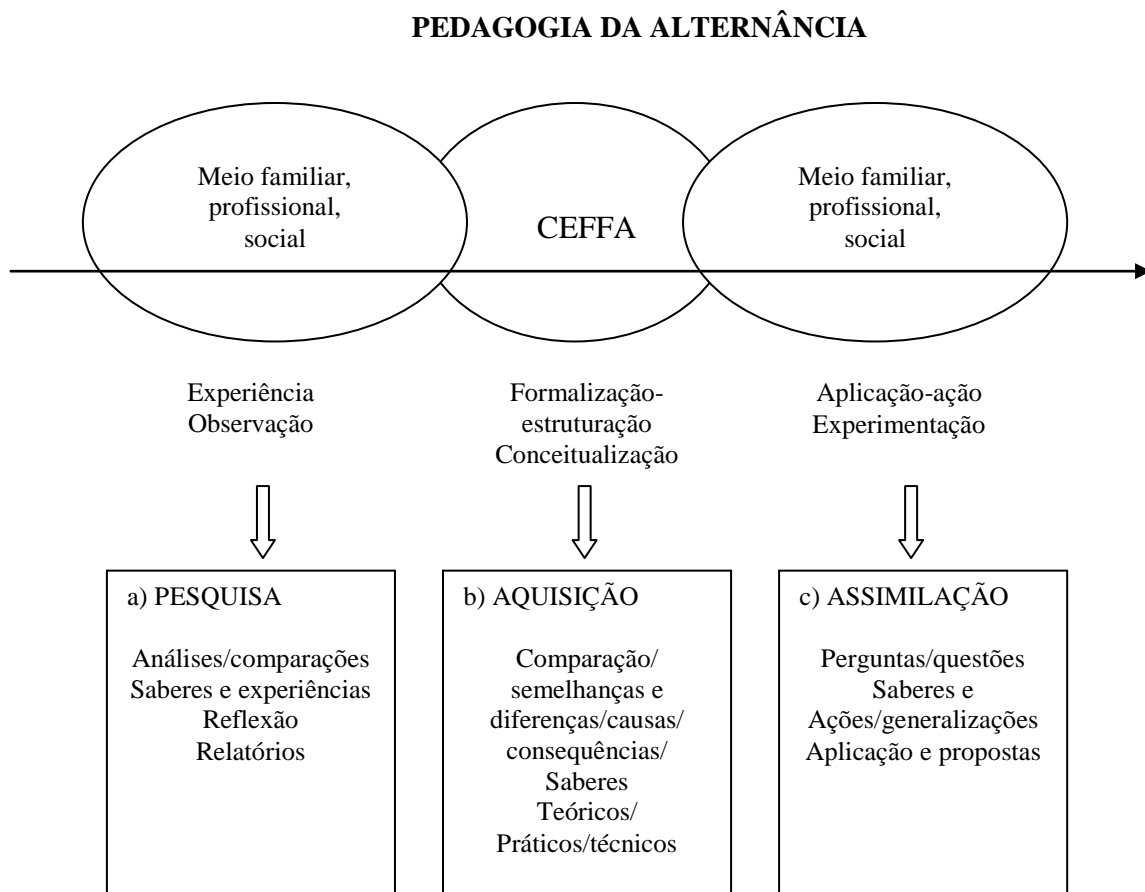 PEDAGOGIA DA ALTERNÂNCIA
Meio familiar,
profissional,
social
CEFFA
Meio familiar,
profissional,
social
Experiência
Observação
Formalização-
estruturação
Conceitualização
Aplicação-ação
Experimentação
a) PESQUISA
Análises/comparações
Saberes e experiências
Reflexão
Relatórios
b) AQUISIÇÃO
Comparação/
semelhanças e
diferenças/causas/
consequências/
Saberes
Teóricos/
Práticos/técnicos
c) ASSIMILAÇÃO
Perguntas/questões
Saberes e
Ações/generalizações
Aplicação e propostas